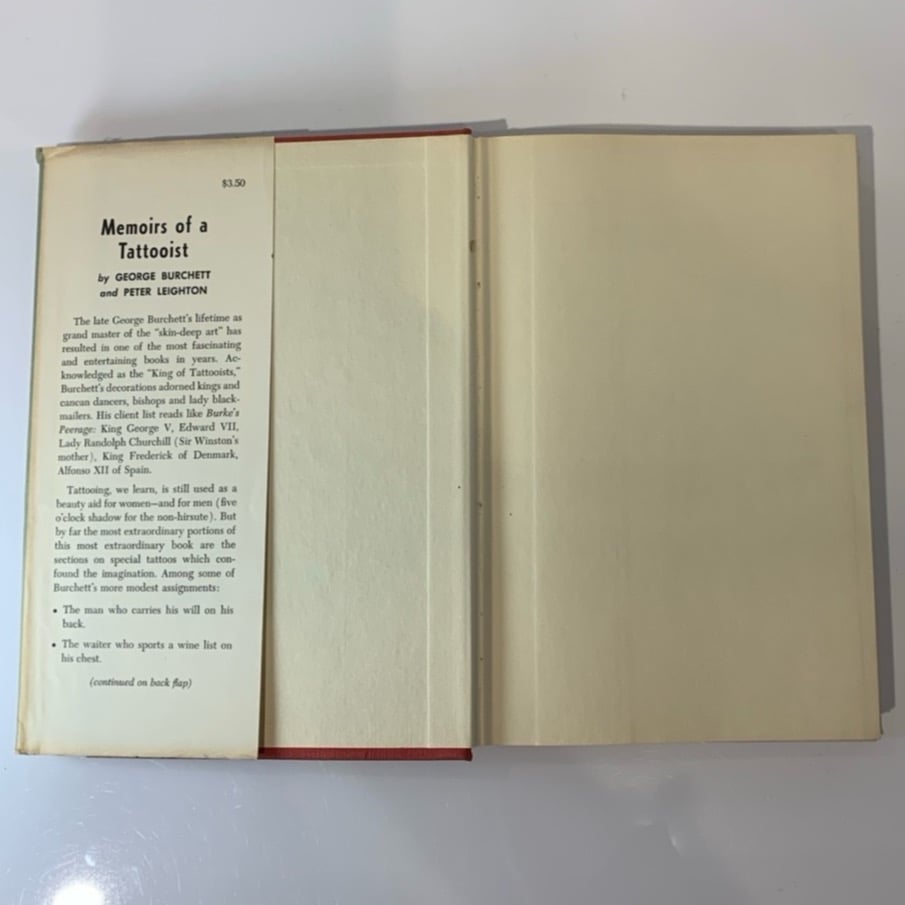 $3.50
Memoirs of a
Tattooist
by GEORGE BURCHETT
and PETER LEIGHTON
The late George Burchett's lifetime as
grand master of the "skin-deep art" has
resulted in one of the most fascinating
and entertaining books in years. Ac-
knowledged as the "King of Tattooists,"
Burchett's decorations adorned kings and
cancan dancers, bishops and lady black-
mailers. His client list reads like Burke's
Peerage: King George V, Edward VII,
Lady Randolph Churchill (Sir Winston's
mother), King Frederick of Denmark,
Alfonso XII of Spain.
Tattooing, we learn, is still used as a
beauty aid for women—and for men (five
o'clock shadow for the non-hirsute). But
by far the most extraordinary portions of
this most extraordinary book are the
sections on special tattoos which con-
found the imagination. Among some of
Burchett's more modest assignments:
• The man who carries his will on his
back.
• The waiter who sports a wine list on
his chest.
(continued on back flap)